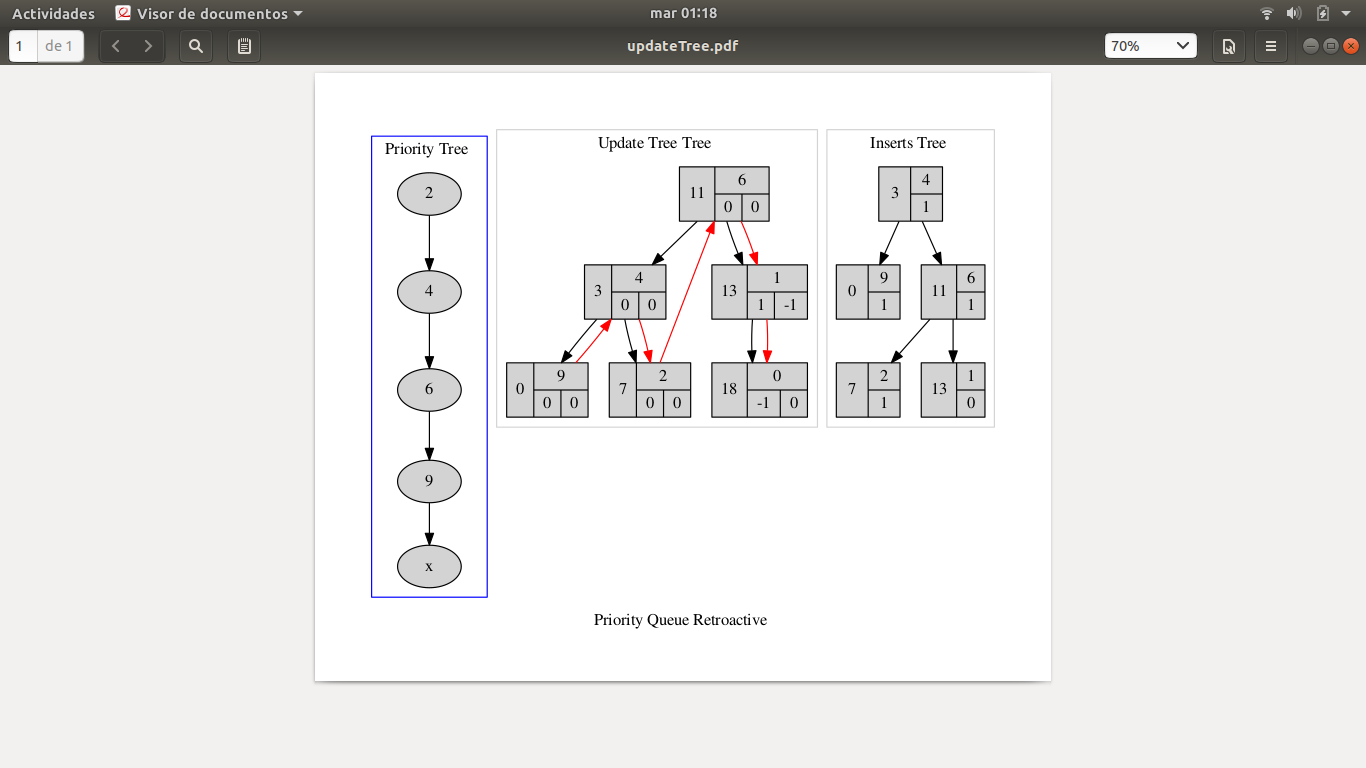 Actividades Visor de documentos mar 01:18
1 de 1 updateTree.pdf 70%
Priority Tree
2
4
6
9
x
Update Tree Tree
11 6 0 0
3 4 0 0
13 1 1 -1
0 9 0 0
7 2 0 0
18 0 -1 0
Inserts Tree
3 4 1
0 9 1
11 6 1
7 2 1
13 1 0
Priority Queue Retroactive